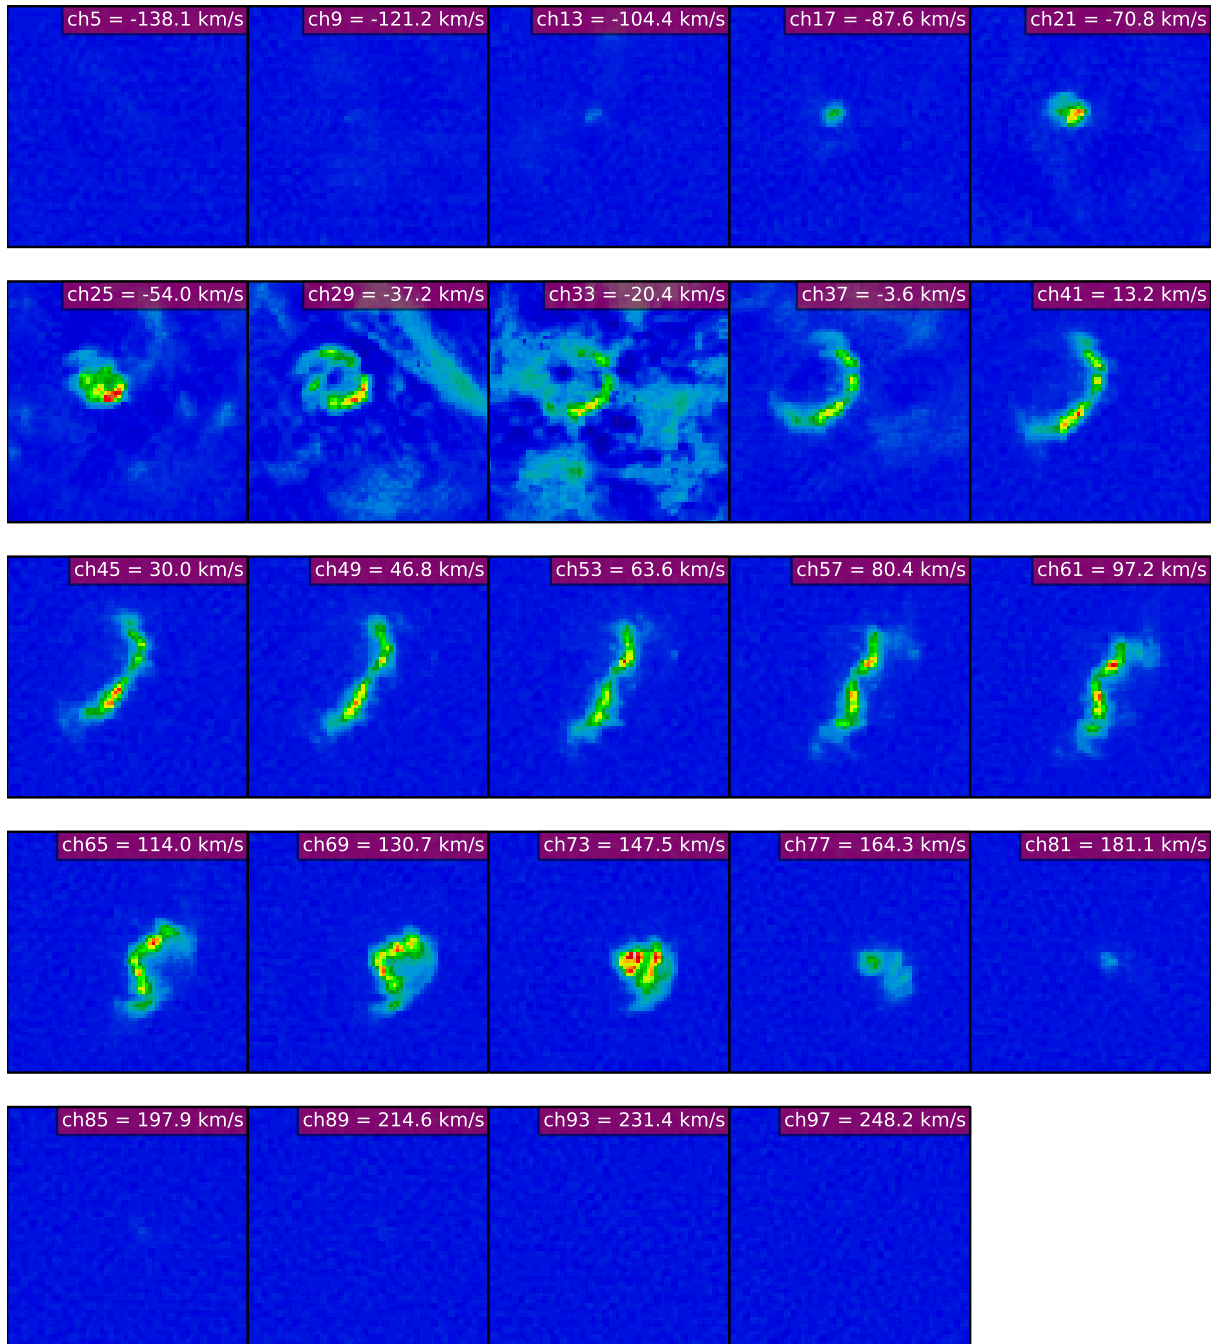 ch5 = -138.1 km/s
ch9 = -121.2 km/s
ch13 = -104.4 km/s
ch17 = -87.6 km/s
ch21 = -70.8 km/s
ch25 = -54.0 km/s
ch29 = -37.2 km/s
ch33 = -20.4 km/s
ch37 = -3.6 km/s
ch41 = 13.2 km/s
ch45 = 30.0 km/s
ch49 = 46.8 km/s
ch53 = 63.6 km/s
ch57 = 80.4 km/s
ch61 = 97.2 km/s
ch65 = 114.0 km/s
ch69 = 130.7 km/s
ch73 = 147.5 km/s
ch77 = 164.3 km/s
ch81 = 181.1 km/s
ch85 = 197.9 km/s
ch89 = 214.6 km/s
ch93 = 231.4 km/s
ch97 = 248.2 km/s